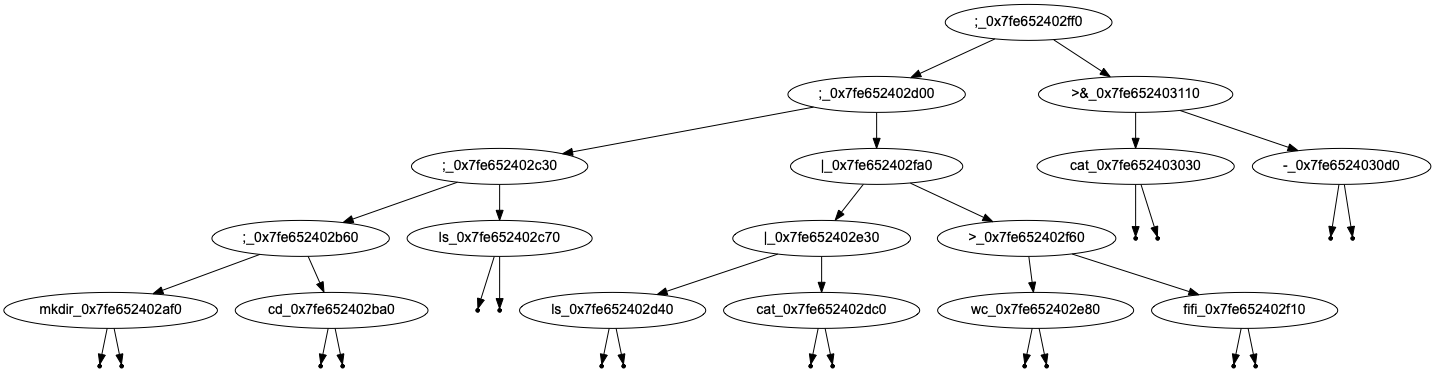 ;_0x7fe652402ff0
;_0x7fe652402d00
>&_0x7fe652403110
;_0x7fe652402c30
|_0x7fe652402fa0
cat_0x7fe652403030
-_0x7fe6524030d0
;_0x7fe652402b60
ls_0x7fe652402c70
|_0x7fe652402e30
>_0x7fe652402f60
mkdir_0x7fe652402af0
cd_0x7fe652402ba0
ls_0x7fe652402d40
cat_0x7fe652402dc0
wc_0x7fe652402e80
fifi_0x7fe652402f10